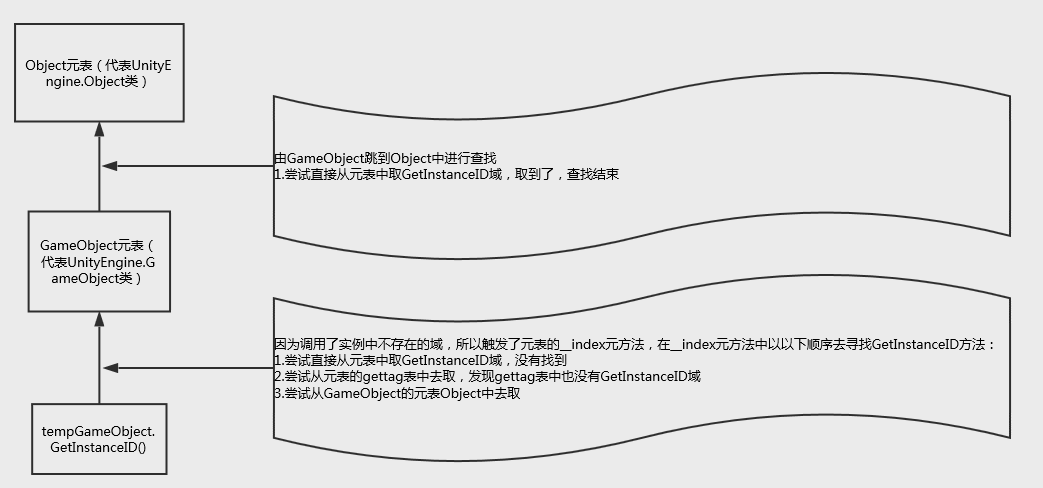 Object元表（代表UnityE
ngine.Object类）
由GameObject跳到Object中进行查找
1.尝试直接从元表中取GetInstanceID域，取到了，查找结束
GameObject元表（
代表UnityEngine.G
ameObject类）
因为调用了实例中不存在的域，所以触发了元表的__index元方法，在__index元方法中以以下顺序去寻找GetInstanceID方法：
1.尝试直接从元表中取GetInstanceID域，没有找到
2.尝试从元表的gettag表中去取，发现gettag表中也没有GetInstanceID域
3.尝试从GameObject的元表Object中去取
tempGameObject.
GetInstanceID()